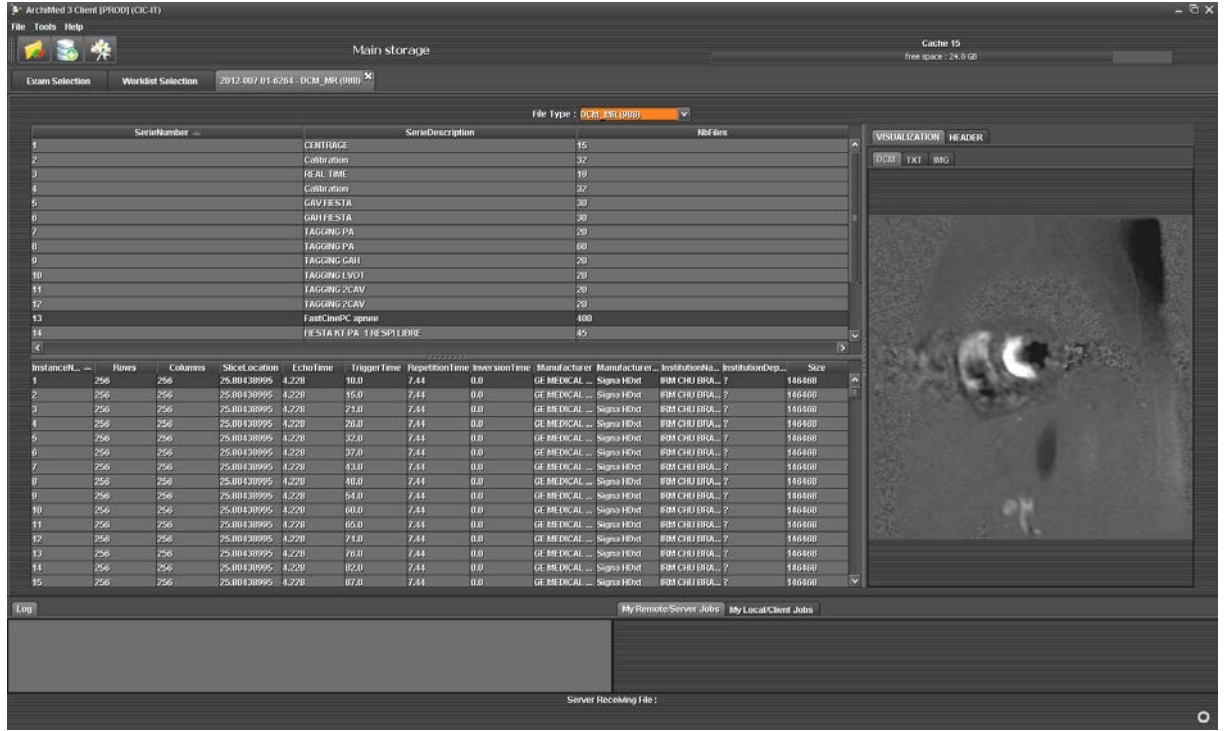 ArchiMed 3 Client [PROD] (CIC-IT)
File Tools Help
Main storage
Cache 15
free space : 24.8 GB
Exam Selection Worklist Selection 2012-007 01-6264 - DCM_MR (988)
File Type : DCM_MR (988)
SerieNumber SerieDescription NbFiles
1 CENTRAGE 15
2 Calibration 32
3 REAL TIME 19
4 Calibration 32
5 GAV FIESTA 30
6 GAH FIESTA 30
7 TAGGING PA 20
8 TAGGING PA 60
9 TAGGING GAH 20
10 TAGGING LVOT 20
11 TAGGING 2CAV 20
12 TAGGING 2CAV 20
13 FastCinePC apnee 400
14 FIESTA KT PA 1 RESPI LIBRE 45
VISUALIZATION HEADER
DCM TXT IMG
InstanceN... Rows Columns SliceLocation EchoTime TriggerTime RepetitionTime InversionTime Manufacturer Manufacturer... InstitutionNa... InstitutionDep... Size
1 256 256 25.80438995 4.228 10.0 7.44 0.0 GE MEDICAL ... Signa HDxt IRM CHU BRA... ? 146468
2 256 256 25.80438995 4.228 15.0 7.44 0.0 GE MEDICAL ... Signa HDxt IRM CHU BRA... ? 146468
3 256 256 25.80438995 4.228 21.0 7.44 0.0 GE MEDICAL ... Signa HDxt IRM CHU BRA... ? 146468
4 256 256 25.80438995 4.228 26.0 7.44 0.0 GE MEDICAL ... Signa HDxt IRM CHU BRA... ? 146468
5 256 256 25.80438995 4.228 32.0 7.44 0.0 GE MEDICAL ... Signa HDxt IRM CHU BRA... ? 146468
6 256 256 25.80438995 4.228 37.0 7.44 0.0 GE MEDICAL ... Signa HDxt IRM CHU BRA... ? 146468
7 256 256 25.80438995 4.228 43.0 7.44 0.0 GE MEDICAL ... Signa HDxt IRM CHU BRA... ? 146468
8 256 256 25.80438995 4.228 48.0 7.44 0.0 GE MEDICAL ... Signa HDxt IRM CHU BRA... ? 146468
9 256 256 25.80438995 4.228 54.0 7.44 0.0 GE MEDICAL ... Signa HDxt IRM CHU BRA... ? 146468
10 256 256 25.80438995 4.228 60.0 7.44 0.0 GE MEDICAL ... Signa HDxt IRM CHU BRA... ? 146468
11 256 256 25.80438995 4.228 65.0 7.44 0.0 GE MEDICAL ... Signa HDxt IRM CHU BRA... ? 146468
12 256 256 25.80438995 4.228 71.0 7.44 0.0 GE MEDICAL ... Signa HDxt IRM CHU BRA... ? 146468
13 256 256 25.80438995 4.228 76.0 7.44 0.0 GE MEDICAL ... Signa HDxt IRM CHU BRA... ? 146468
14 256 256 25.80438995 4.228 82.0 7.44 0.0 GE MEDICAL ... Signa HDxt IRM CHU BRA... ? 146468
15 256 256 25.80438995 4.228 87.0 7.44 0.0 GE MEDICAL ... Signa HDxt IRM CHU BRA... ? 146468
Log My Remote/Server Jobs My Local/Client Jobs
Server Receiving File :